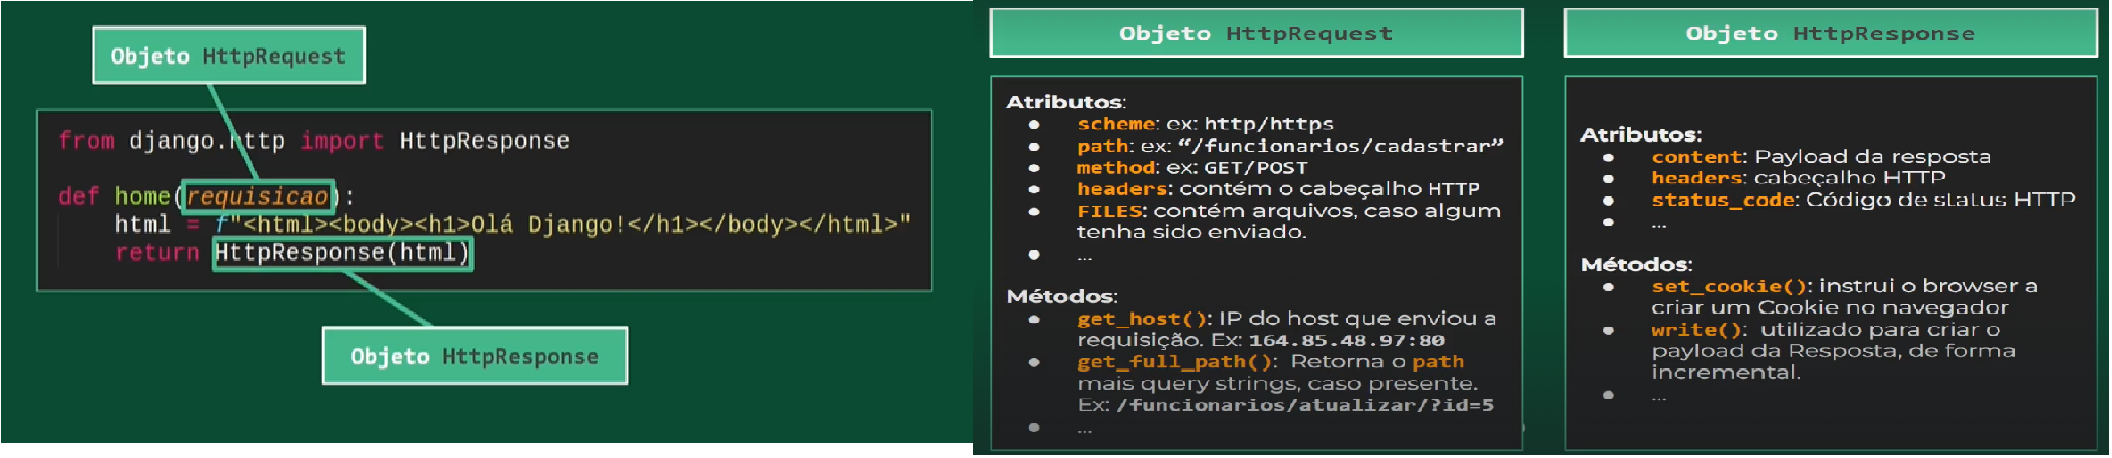 Objeto HttpRequest
from django.http import HttpResponse
def home(requisicao):
html = f"<html><body><h1>Olá Django!</h1></body></html>"
return HttpResponse(html)
Objeto HttpResponse
Objeto HttpRequest
Atributos:
● scheme: ex: http/https
● path: ex: “/funcionarios/cadastrar”
● method: ex: GET/POST
● headers: contém o cabeçalho HTTP
● FILES: contém arquivos, caso algum
tenha sido enviado.
● ...
Métodos:
● get_host(): IP do host que enviou a
requisição. Ex: 164.85.48.97:80
● get_full_path(): Retorna o path
mais query strings, caso presente.
Ex: /funcionarios/atualizar/?id=5
● ...
Objeto HttpResponse
Atributos:
● content: Payload da resposta
● headers: cabeçalho HTTP
● status_code: Código de status HTTP
● ...
Métodos:
● set_cookie(): instrui o browser a
criar um Cookie no navegador
● write(): utilizado para criar o
payload da Resposta, de forma
incremental.
● ...